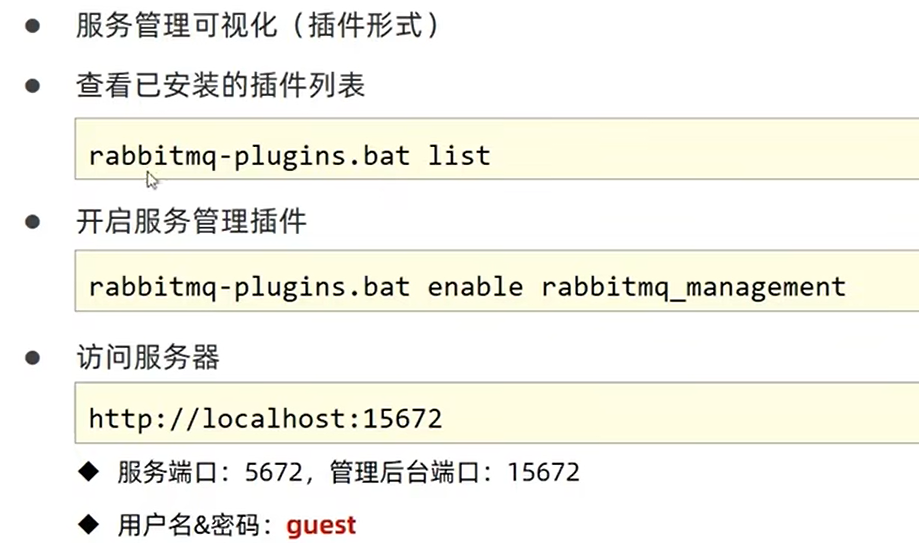 服务管理可视化（插件形式）
查看已安装的插件列表
rabbitmq-plugins.bat list
开启服务管理插件
rabbitmq-plugins.bat enable rabbitmq_management
访问服务器
http://localhost:15672
服务端口：5672，管理后台端口：15672
用户名&密码：guest